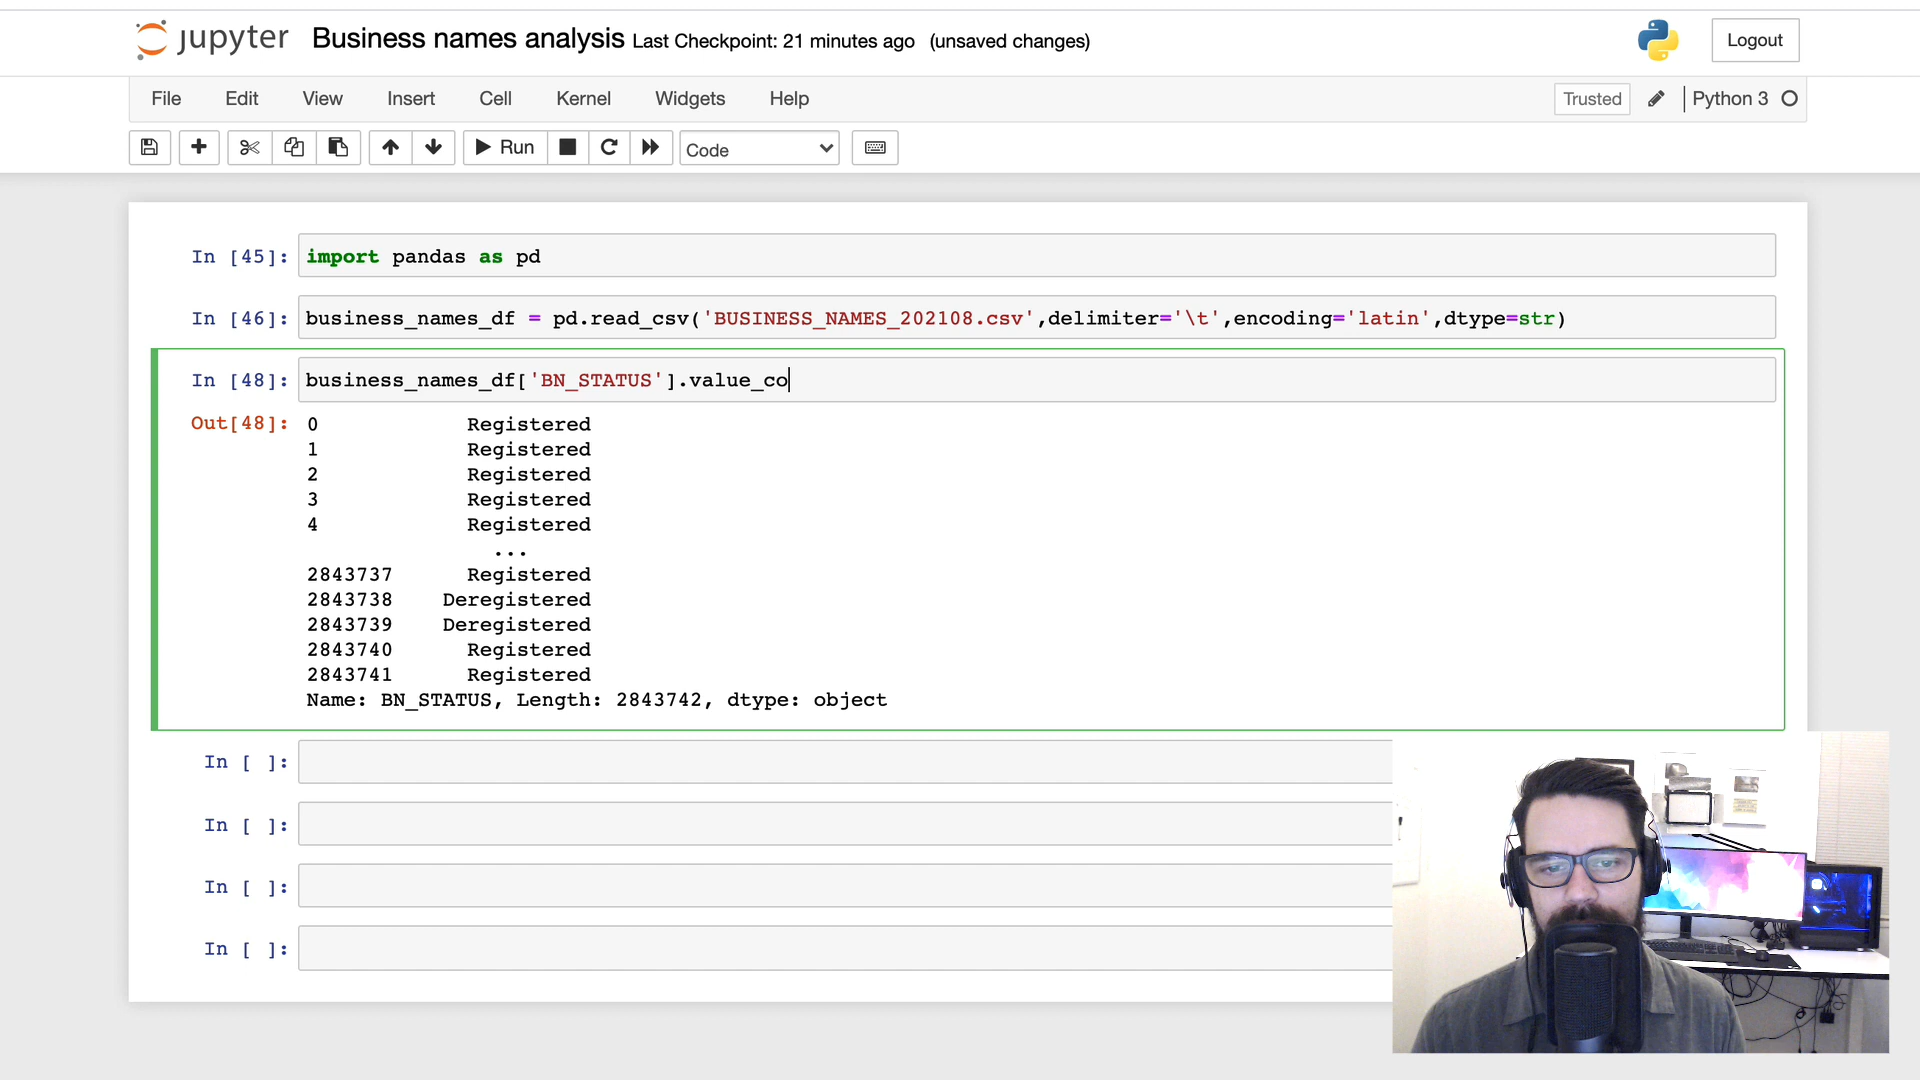 jupyter Business names analysis Last Checkpoint: 21 minutes ago (unsaved changes) Logout
File Edit View Insert Cell Kernel Widgets Help Trusted Python 3
Run Code
In [45]: import pandas as pd
In [46]: business_names_df = pd.read_csv('BUSINESS_NAMES_202108.csv',delimiter='\t',encoding='latin',dtype=str)
In [48]: business_names_df['BN_STATUS'].value_co
Out[48]: 0 Registered
1 Registered
2 Registered
3 Registered
4 Registered
...
2843737 Registered
2843738 Deregistered
2843739 Deregistered
2843740 Registered
2843741 Registered
Name: BN_STATUS, Length: 2843742, dtype: object
In [ ]:
In [ ]:
In [ ]:
In [ ]: